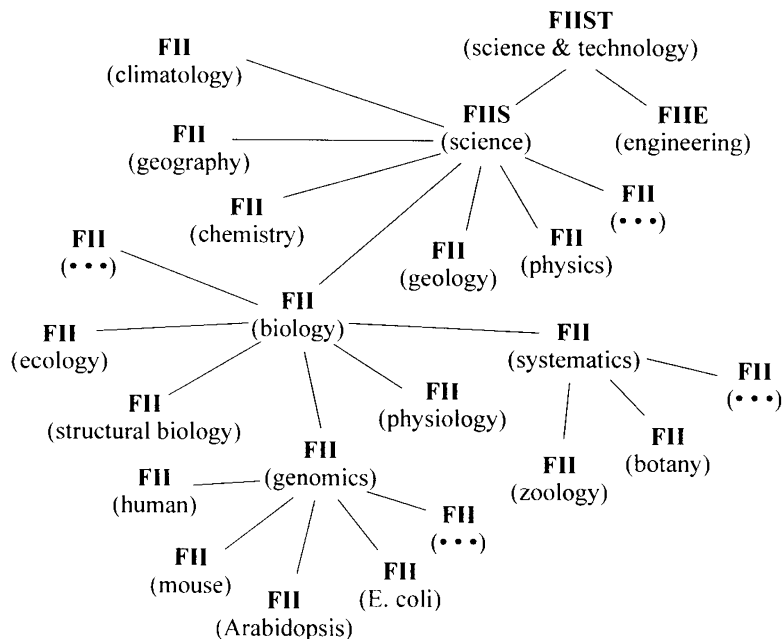 FIIST
(science & technology)
FII
(climatology)
FIIS
(science)
FIIE
(engineering)
FII
(geography)
FII
(•••)
FII
(chemistry)
FII
(geology)
FII
(physics)
FII
(•••)
FII
(biology)
FII
(ecology)
FII
(systematics)
FII
(•••)
FII
(structural biology)
FII
(physiology)
FII
(genomics)
FII
(zoology)
FII
(botany)
FII
(human)
FII
(•••)
FII
(mouse)
FII
(Arabidopsis)
FII
(E. coli)